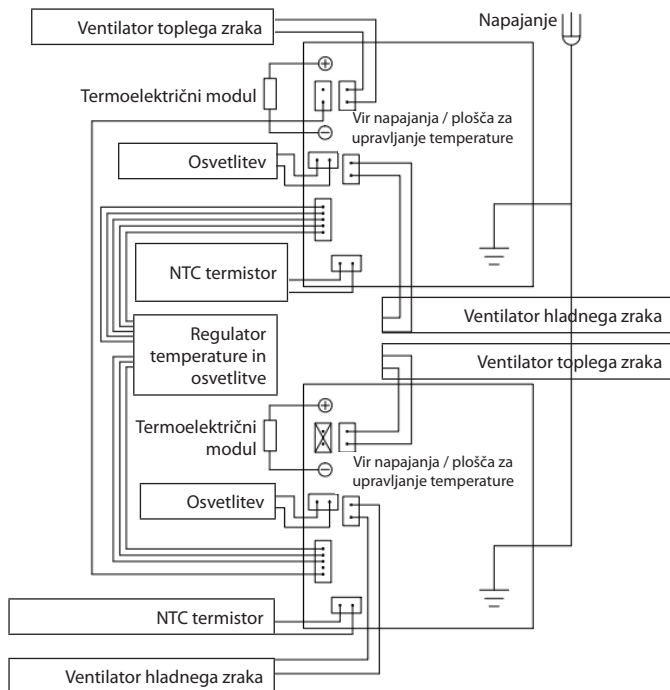 Ventilator toplega zraka
Napajanje
Termoelektrični modul
Vir napajanja / plošča za
upravljanje temperature
Osvetlitev
NTC termistor
Ventilator hladnega zraka
Regulator
temperature in
osvetlitve
Ventilator toplega zraka
Termoelektrični
modul
Vir napajanja / plošča za
upravljanje temperature
Osvetlitev
NTC termistor
Ventilator hladnega zraka